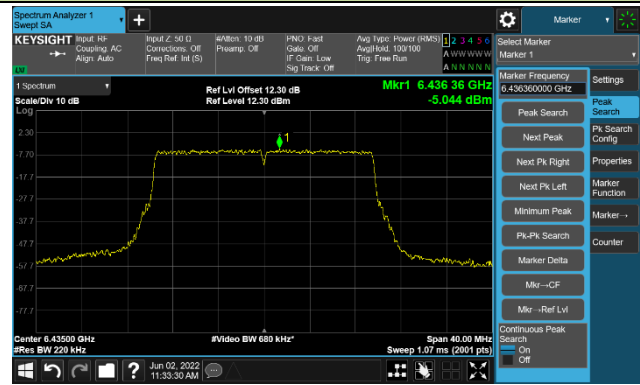 Spectrum Analyzer 1
Swept SA
+
Marker
KEYSIGHT
Input: RF
Coupling: AC
Align: Auto
Input Z: 50 Ω
Corrections: Off
Freq Ref: Int (S)
#Atten: 10 dB
Preamp: Off
PNO: Fast
Gate: Off
IF Gain: Low
Sig Track: Off
Avg Type: Power (RMS)
Avg|Hold: 100/100
Trig: Free Run
1 2 3 4 5 6
A W W W W W
A N N N N N
Select Marker
Marker 1
LW
1 Spectrum
Scale/Div 10 dB
Log
Ref Lvl Offset 12.30 dB
Ref Level 12.30 dBm
Mkr1 6.436 36 GHz
-5.044 dBm
1
2.30
-7.70
-17.7
-27.7
-37.7
-47.7
-57.7
-67.7
-77.7
Center 6.43500 GHz
#Res BW 220 kHz
#Video BW 680 kHz*
Span 40.00 MHz
Sweep 1.07 ms (2001 pts)
Marker Frequency
6.436360000 GHz
Peak Search
Next Peak
Next Pk Right
Next Pk Left
Minimum Peak
Pk-Pk Search
Marker Delta
Mkr→CF
Mkr→Ref Lvl
Continuous Peak
Search
On
Off
Settings
Peak
Search
Pk Search
Config
Properties
Marker
Function
Marker→
Counter
?
Jun 02, 2022
11:33:30 AM